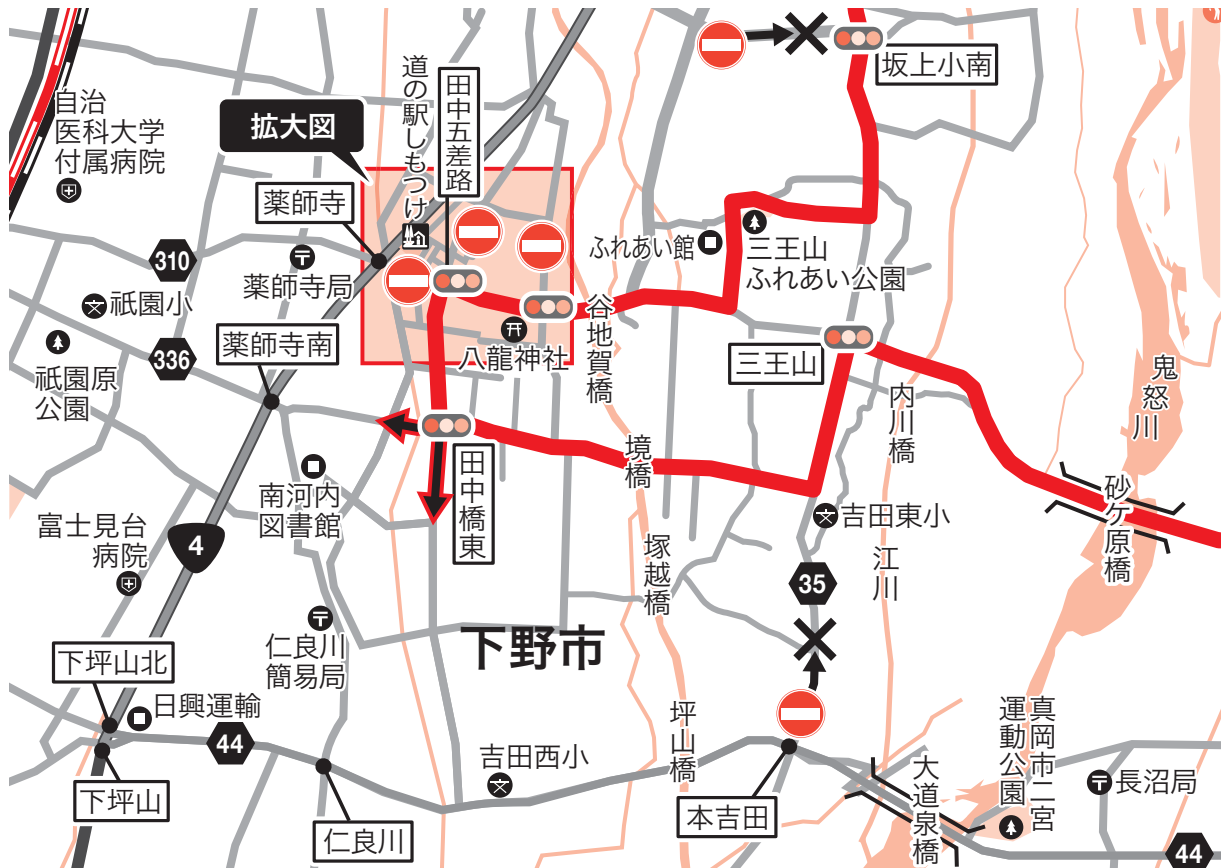 坂上小南
自治
医科大学
付属病院
拡大図
道の駅しもつけ
田中五差路
薬師寺
310
薬師寺局
ふれあい館
三王山
ふれあい公園
祇園小
谷地賀橋
336
薬師寺南
八龍神社
三王山
祇園原
公園
内川橋
鬼怒川
境橋
田中橋東
南河内
図書館
砂ケ原橋
吉田東小
富士見台
病院
4
塚越橋
江川
35
仁良川
簡易局
下野市
下坪山北
日興運輸
44
坪山橋
吉田西小
真岡市二宮
運動公園
下坪山
仁良川
本吉田
大道泉橋
長沼局
44